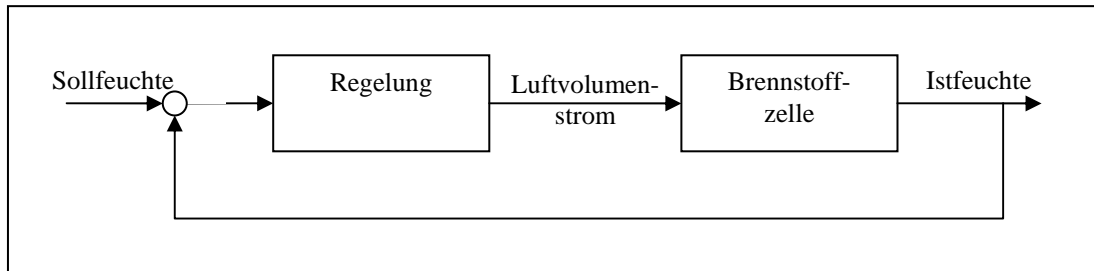 Sollfeuchte
Regelung
Luftvolumen-
strom
Brennstoff-
zelle
Istfeuchte